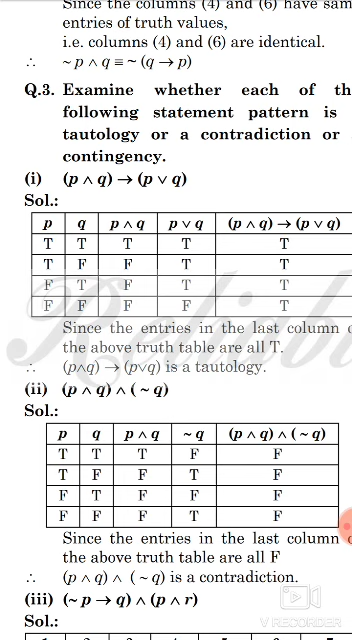 Since the columns (4) and (6) have sam
entries of truth values,
i.e. columns (4) and (6) are identical.
∴ ~ p ∧ q ≡ ~ (q → p)
Q.3. Examine whether each of th
following statement pattern is
tautology or a contradiction or
contingency.
(i) (p ∧ q) → (p ∨ q)
Sol.:
p q p ∧ q p ∨ q (p ∧ q) → (p ∨ q)
T T T T T
T F F T T
F T F T T
F F F F T
Since the entries in the last column
the above truth table are all T.
∴ (p∧q) → (p∨q) is a tautology.
(ii) (p ∧ q) ∧ ( ~ q)
Sol.:
p q p ∧ q ~ q (p ∧ q) ∧ ( ~ q)
T T T F F
T F F T F
F T F F F
F F F T F
Since the entries in the last column
the above truth table are all F
∴ (p ∧ q) ∧ ( ~ q) is a contradiction.
(iii) (~ p → q) ∧ (p ∧ r)
V RECORDER
Sol.: